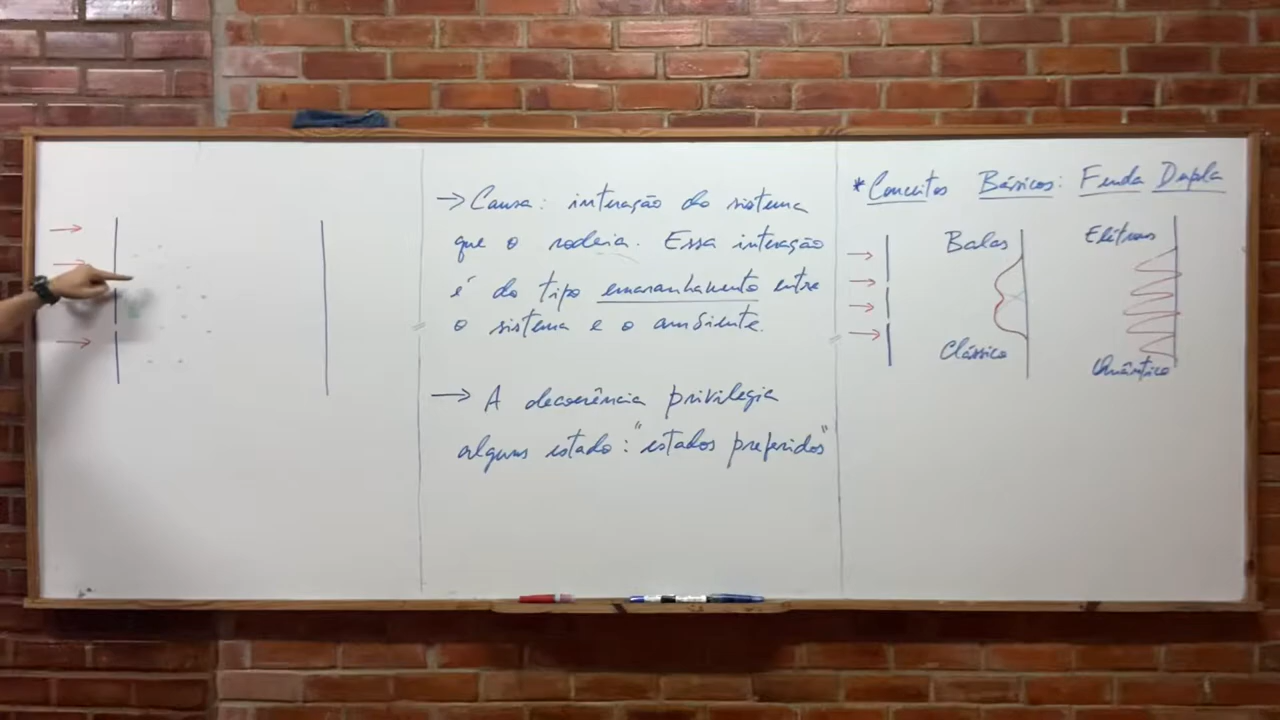 → Causa: interação do sistema
que o rodeia. Essa interação
é do tipo emaranhamento entre
o sistema e o ambiente.
→ A decoerência privilegia
alguns estado: "estados preferidos"
*Conceitos Básicos: Fenda Dupla
Balas
Clássico
Elétrons
Quântico